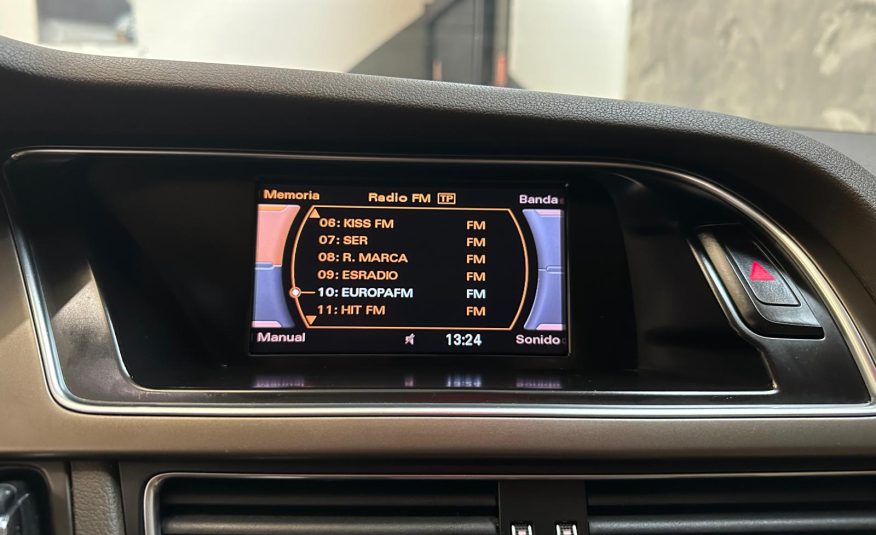 Memoria Radio FM TP Banda
06: KISS FM FM
07: SER FM
08: R. MARCA FM
09: ESRADIO FM
10: EUROPAFM FM
11: HIT FM FM
Manual 13:24 Sonido